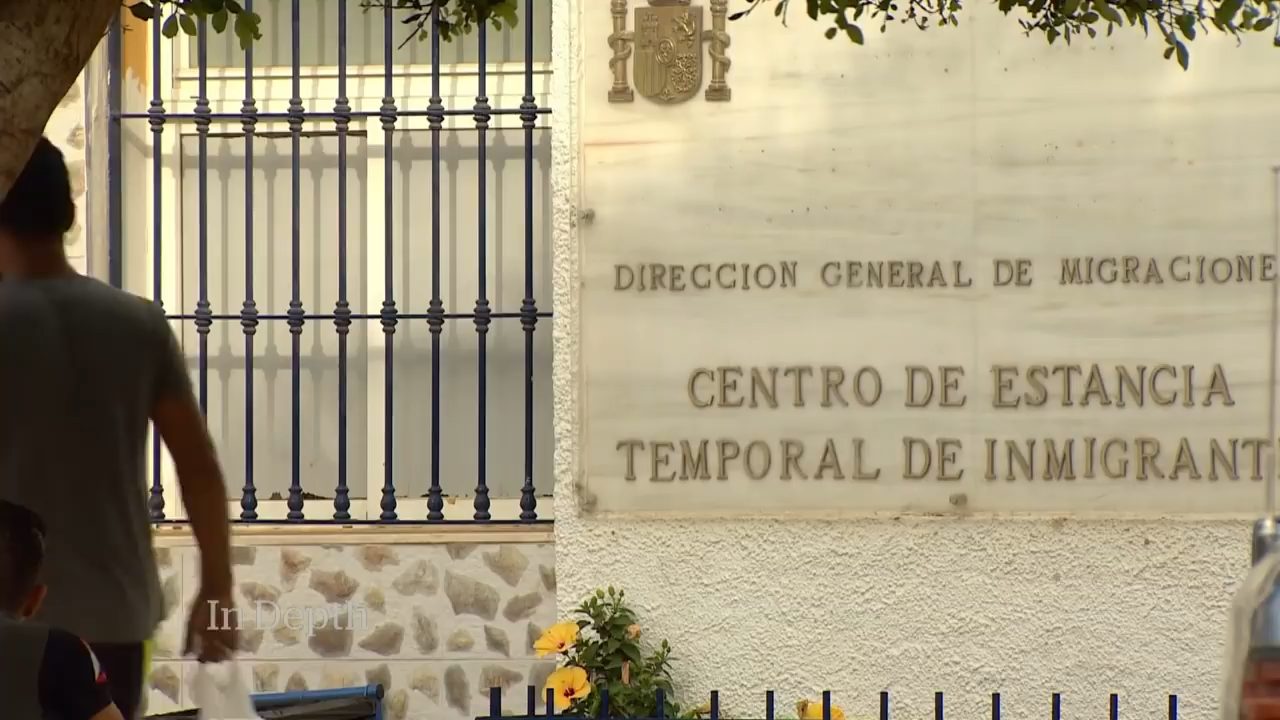 DIRECCION GENERAL DE MIGRACIONE
CENTRO DE ESTANCIA
TEMPORAL DE INMIGRANT
In Depth